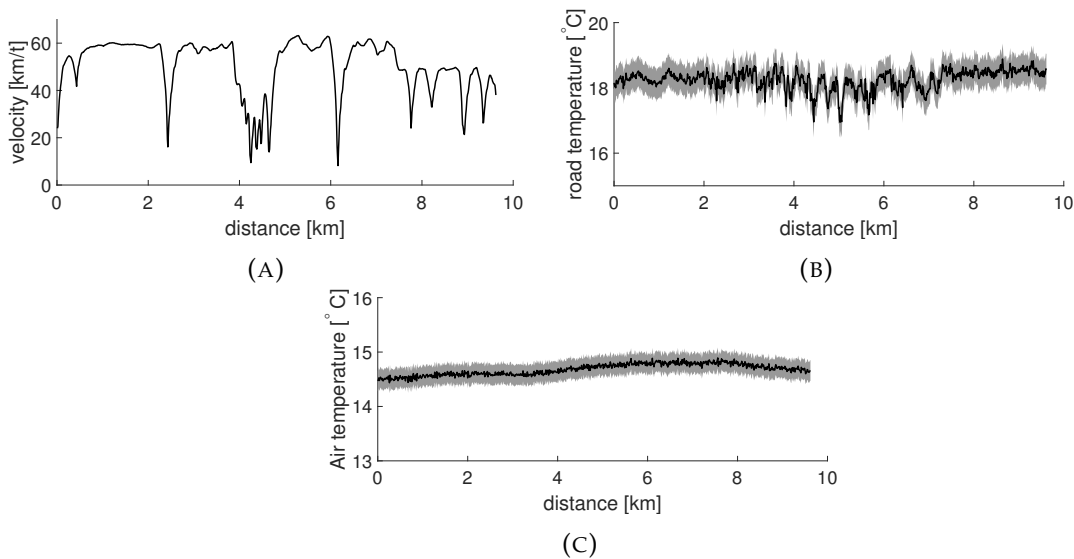 60
40
20
0
velocity [km/t]
0 2 4 6 8 10
distance [km]
(A)
20
18
16
road temperature [°C]
0 2 4 6 8 10
distance [km]
(B)
16
15
14
13
Air temperature [°C]
0 2 4 6 8 10
distance [km]
(C)